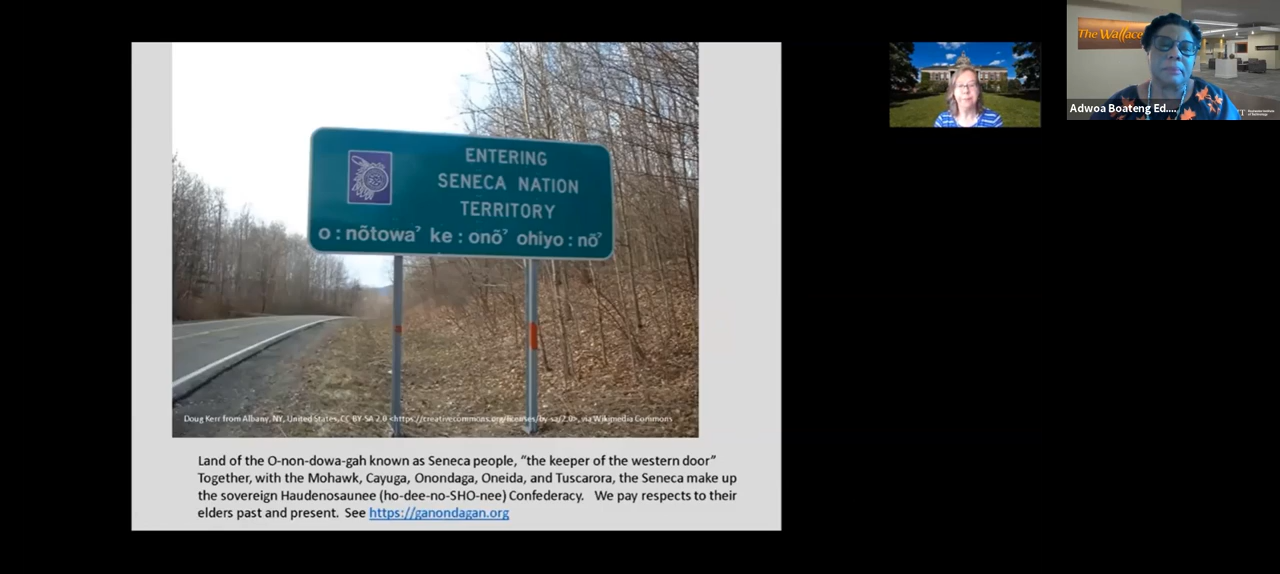 ENTERING
SENECA NATION
TERRITORY
o : nõtowaʾ ke : onõʾ ohiyo : nõʾ
Doug Kerr from Albany, NY, United States, CC BY-SA 2.0 <https://creativecommons.org/licenses/by-sa/2.0>, via Wikimedia Commons
Land of the O-non-dowa-gah known as Seneca people, “the keeper of the western door”
Together, with the Mohawk, Cayuga, Onondaga, Oneida, and Tuscarora, the Seneca make up
the sovereign Haudenosaunee (ho-dee-no-SHO-nee) Confederacy. We pay respects to their
elders past and present. See https://ganondagan.org
The Wallace
Adwoa Boateng Ed....